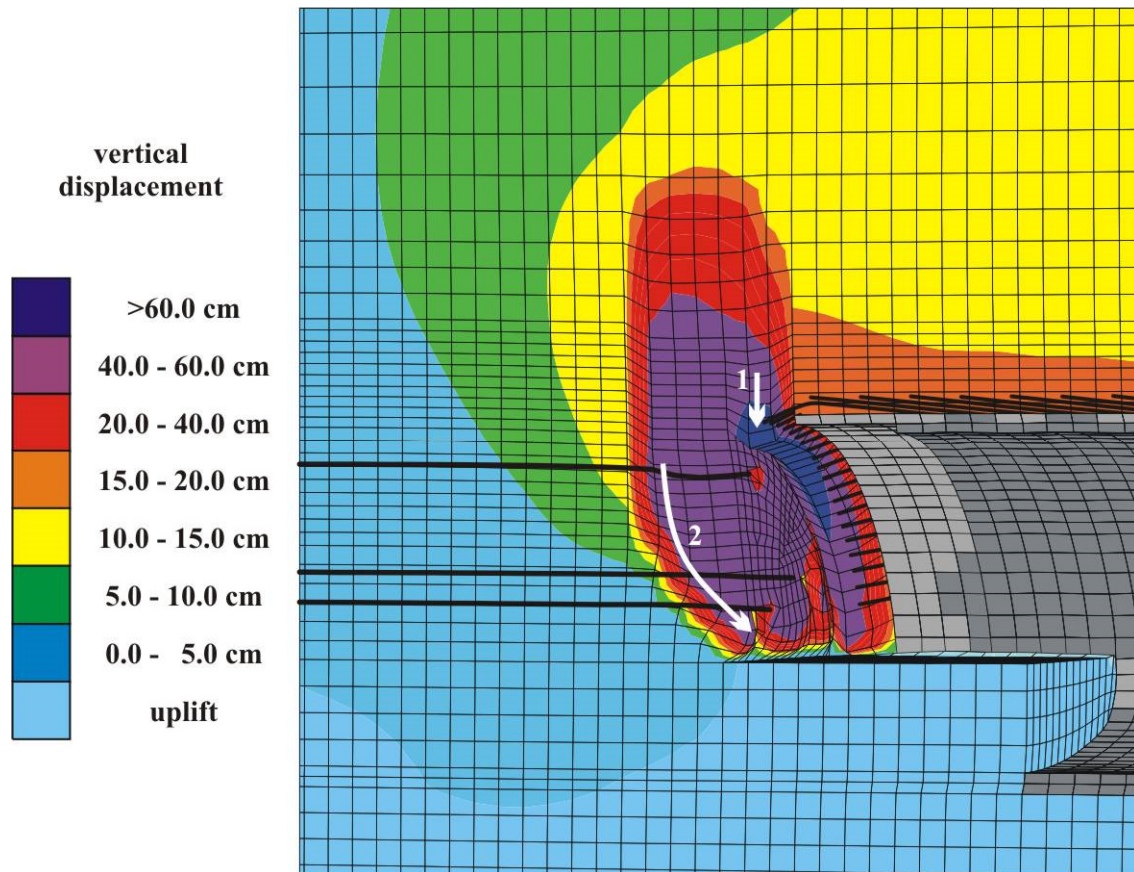 vertical
displacement
>60.0 cm
40.0 - 60.0 cm
20.0 - 40.0 cm
15.0 - 20.0 cm
10.0 - 15.0 cm
5.0 - 10.0 cm
0.0 - 5.0 cm
uplift
1
2